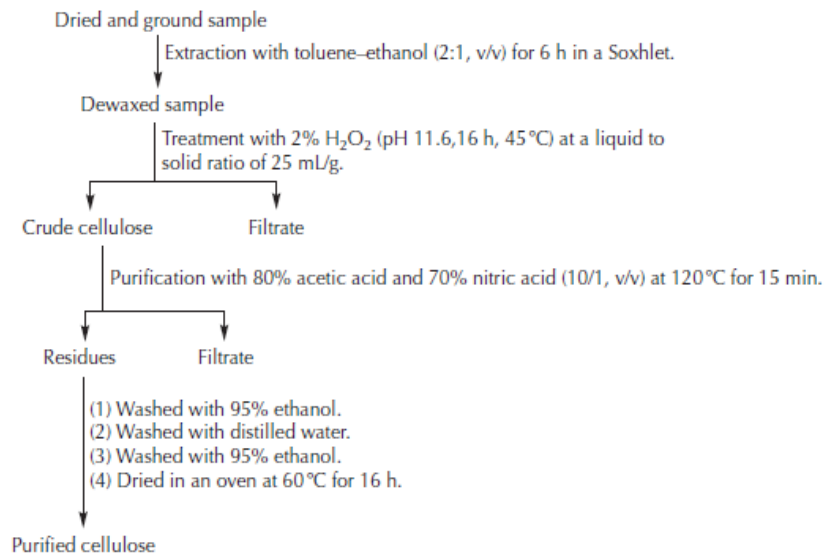 Dried and ground sample
Extraction with toluene–ethanol (2:1, v/v) for 6 h in a Soxhlet.
Dewaxed sample
Treatment with 2% H₂O₂ (pH 11.6,16 h, 45°C) at a liquid to
solid ratio of 25 mL/g.
Crude cellulose Filtrate
Purification with 80% acetic acid and 70% nitric acid (10/1, v/v) at 120°C for 15 min.
Residues Filtrate
(1) Washed with 95% ethanol.
(2) Washed with distilled water.
(3) Washed with 95% ethanol.
(4) Dried in an oven at 60°C for 16 h.
Purified cellulose